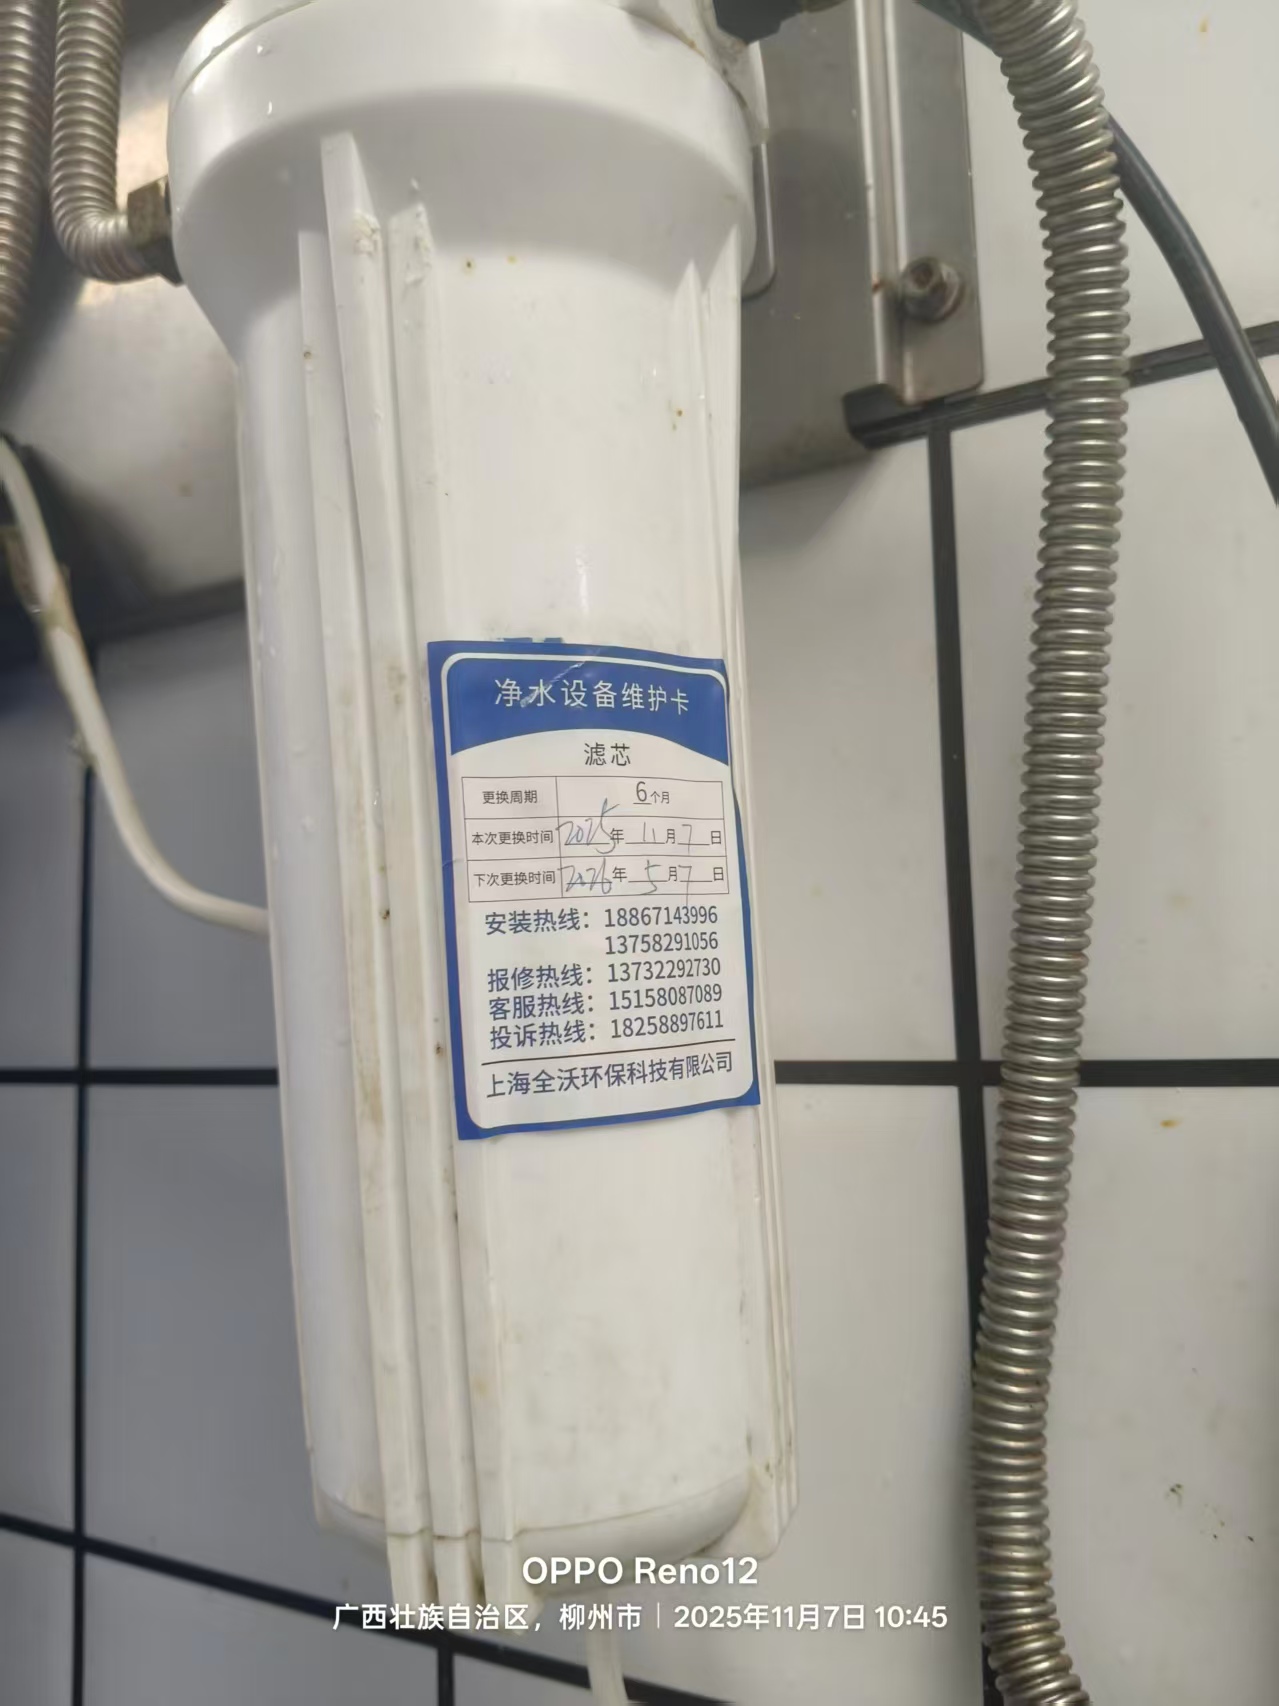 净水设备维护卡
滤芯
更换周期 6个月
本次更换时间 2025年11月7日
下次更换时间 2026年5月7日
安装热线：18867143996
13758291056
报修热线：13732292730
客服热线：15158087089
投诉热线：18258897611
上海全沃环保科技有限公司
OPPO Reno12
广西壮族自治区，柳州市｜2025年11月7日 10:45